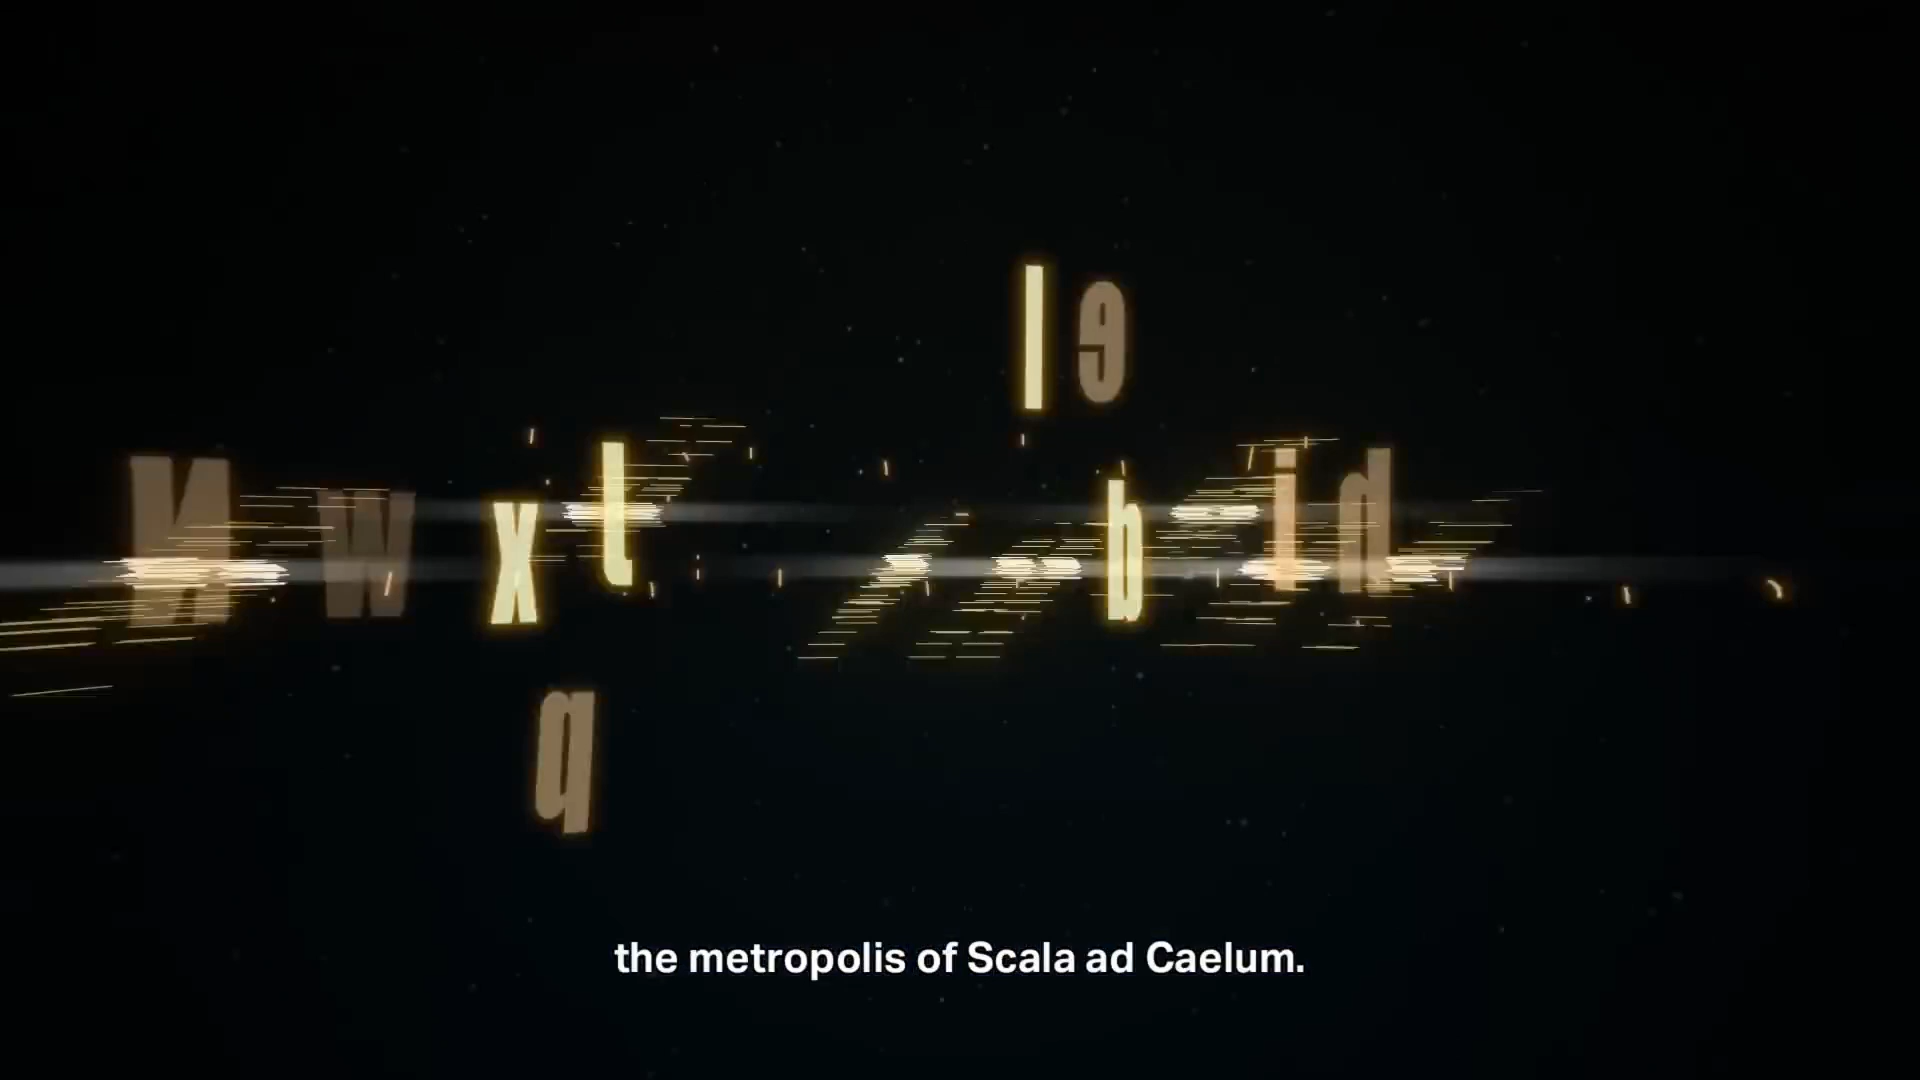 l e
N w x t b i d
q
the metropolis of Scala ad Caelum.